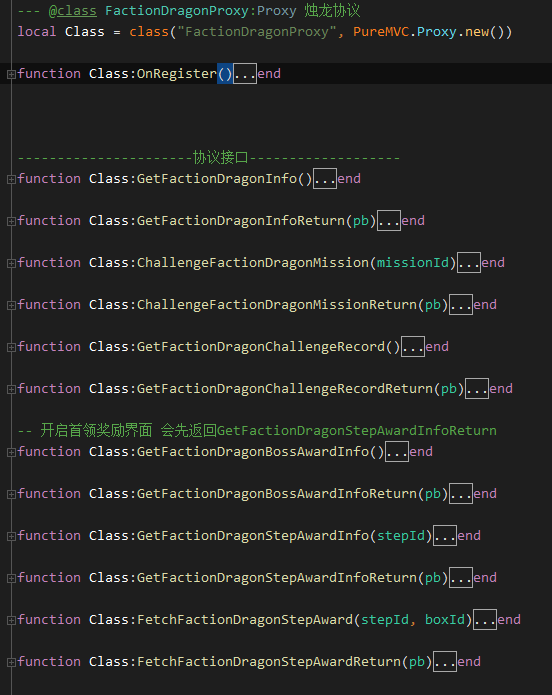 --- @class FactionDragonProxy:Proxy 烛龙协议
local Class = class("FactionDragonProxy", PureMVC.Proxy.new())
function Class:OnRegister()...end
----------------------协议接口-------------------
function Class:GetFactionDragonInfo()...end
function Class:GetFactionDragonInfoReturn(pb)...end
function Class:ChallengeFactionDragonMission(missionId)...end
function Class:ChallengeFactionDragonMissionReturn(pb)...end
function Class:GetFactionDragonChallengeRecord()...end
function Class:GetFactionDragonChallengeRecordReturn(pb)...end
-- 开启首领奖励界面 会先返回GetFactionDragonStepAwardInfoReturn
function Class:GetFactionDragonBossAwardInfo()...end
function Class:GetFactionDragonBossAwardInfoReturn(pb)...end
function Class:GetFactionDragonStepAwardInfo(stepId)...end
function Class:GetFactionDragonStepAwardInfoReturn(pb)...end
function Class:FetchFactionDragonStepAward(stepId, boxId)...end
function Class:FetchFactionDragonStepAwardReturn(pb)...end